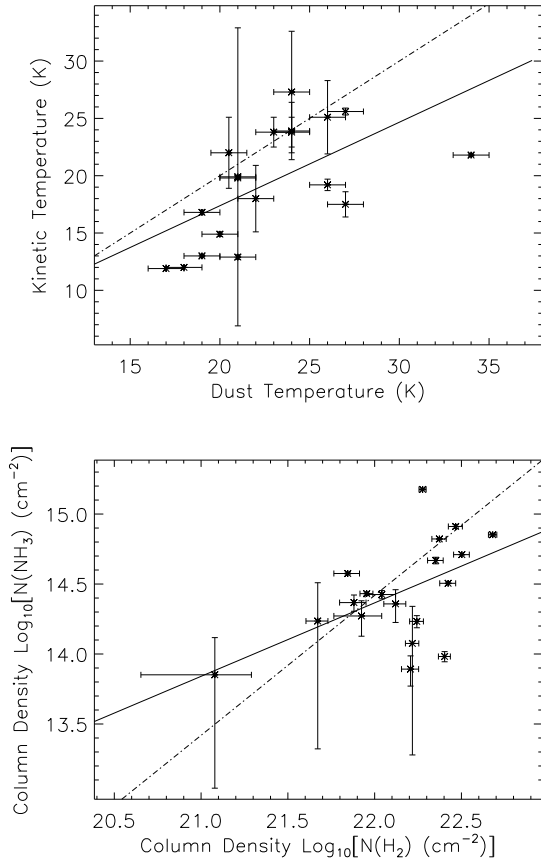 Kinetic Temperature (K)
30
25
20
15
10
15 20 25 30 35
Dust Temperature (K)
Column Density Log₁₀[N(NH₃) (cm⁻²)]
15.0
14.5
14.0
13.5
20.5 21.0 21.5 22.0 22.5
Column Density Log₁₀[N(H₂) (cm⁻²)]